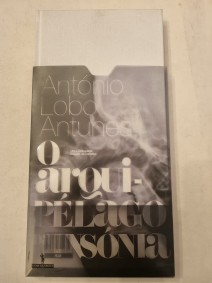 António
Lobo
Antunes
o
arqui-
PÉLAGO
INSÓNIA